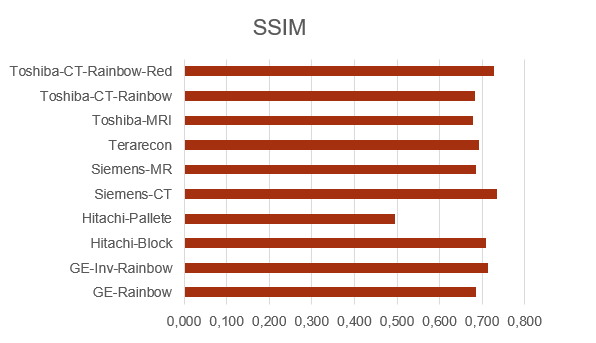 SSIM
Toshiba-CT-Rainbow-Red
Toshiba-CT-Rainbow
Toshiba-MRI
Terarecon
Siemens-MR
Siemens-CT
Hitachi-Pallete
Hitachi-Block
GE-Inv-Rainbow
GE-Rainbow
0,000 0,100 0,200 0,300 0,400 0,500 0,600 0,700 0,800